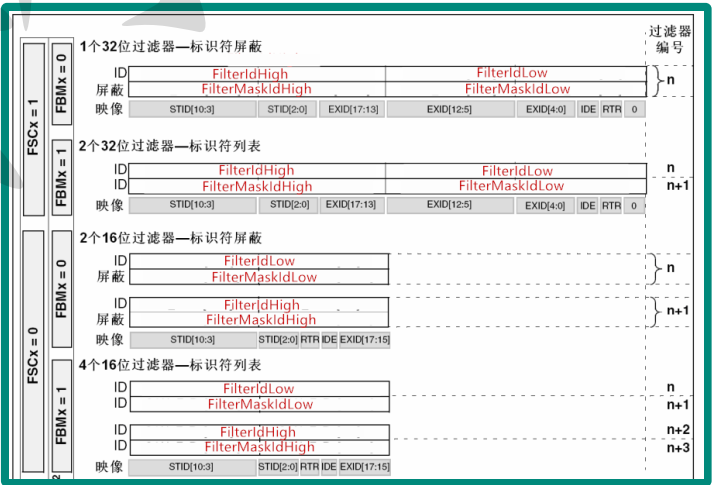 过滤器
编号
1个32位过滤器—标识符屏蔽
FSCx = 1
FBMx = 0
ID FilterIdHigh FilterIdLow
屏蔽 FilterMaskIdHigh FilterMaskIdLow
n
映像 STID[10:3] STID[2:0] EXID[17:13] EXID[12:5] EXID[4:0] IDE RTR 0
2个32位过滤器—标识符列表
FBMx = 1
ID FilterIdHigh FilterIdLow n
ID FilterMaskIdHigh FilterMaskIdLow n+1
映像 STID[10:3] STID[2:0] EXID[17:13] EXID[12:5] EXID[4:0] IDE RTR 0
2个16位过滤器—标识符屏蔽
FSCx = 0
FBMx = 0
ID FilterIdLow
屏蔽 FilterMaskIdLow
n
ID FilterIdHigh
屏蔽 FilterMaskIdHigh
n+1
映像 STID[10:3] STID[2:0] RTR IDE EXID[17:15]
4个16位过滤器—标识符列表
FBMx = 1
ID FilterIdLow n
ID FilterMaskIdLow n+1
ID FilterIdHigh n+2
ID FilterMaskIdHigh n+3
映像 STID[10:3] STID[2:0] RTR IDE EXID[17:15]